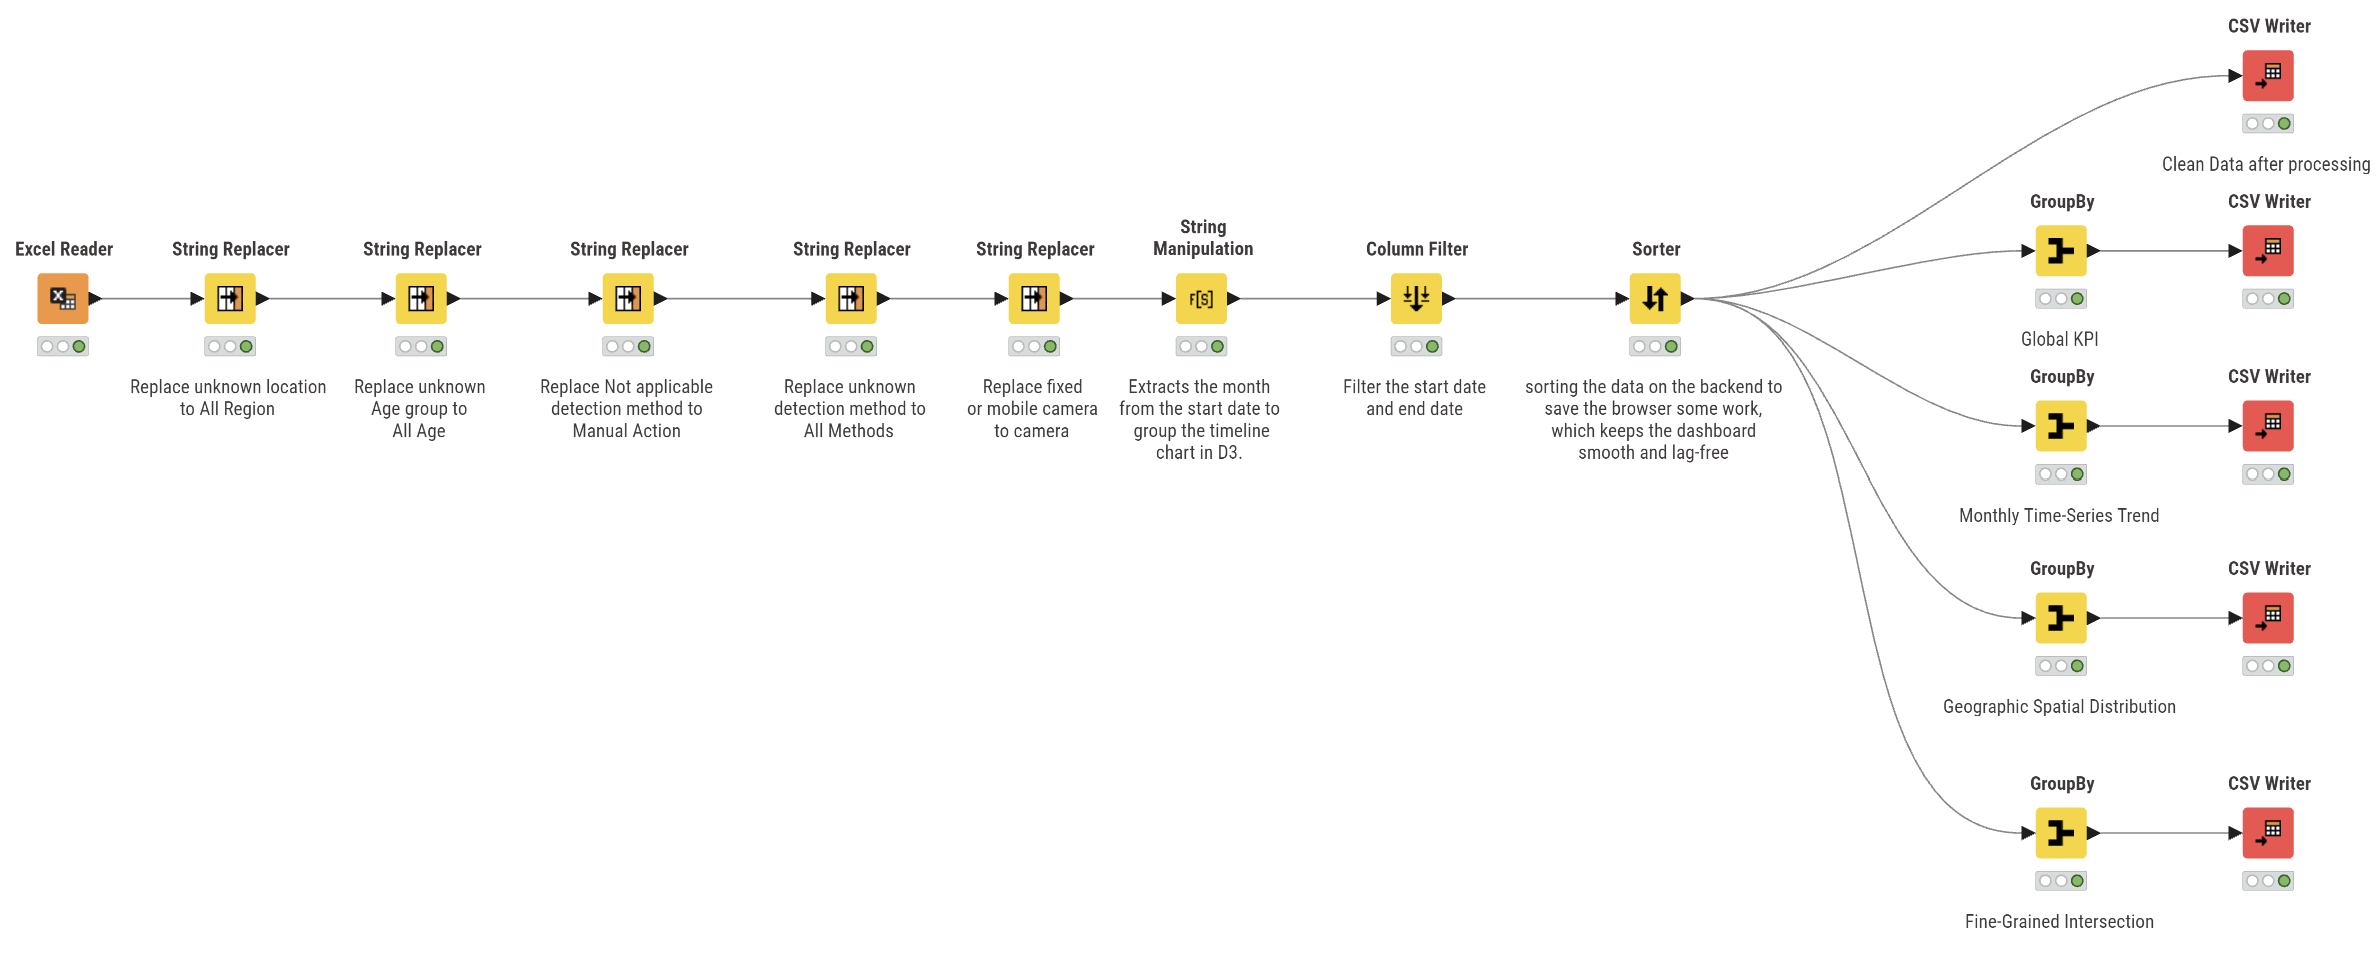 CSV Writer
Clean Data after processing
GroupBy
CSV Writer
Global KPI
String
Manipulation
Excel Reader
String Replacer
String Replacer
String Replacer
String Replacer
String Replacer
Column Filter
Sorter
X
F[S]
Replace unknown location
to All Region
Replace unknown
Age group to
All Age
Replace Not applicable
detection method to
Manual Action
Replace unknown
detection method to
All Methods
Replace fixed
or mobile camera
to camera
Extracts the month
from the start date to
group the timeline
chart in D3.
Filter the start date
and end date
sorting the data on the backend to
save the browser some work,
which keeps the dashboard
smooth and lag-free
GroupBy
CSV Writer
Monthly Time-Series Trend
GroupBy
CSV Writer
Geographic Spatial Distribution
GroupBy
CSV Writer
Fine-Grained Intersection